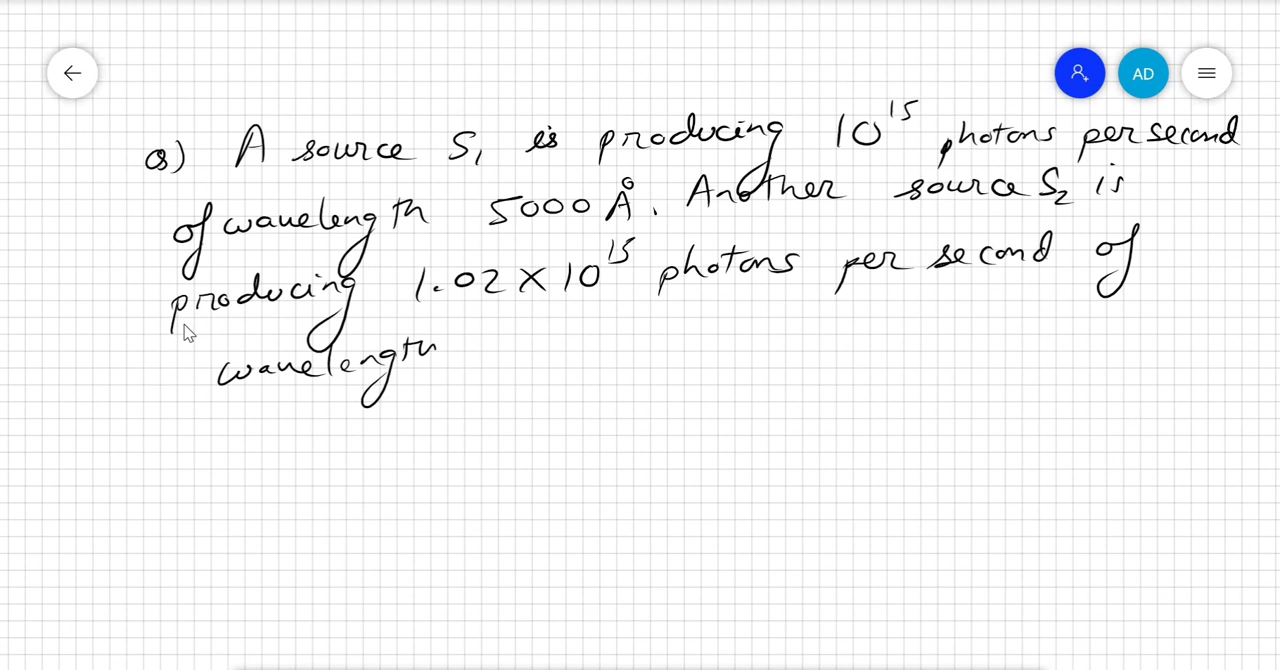 AD
Q) A source S₁ is producing 10¹⁵ photons per second
of wavelength 5000 Å. Another source S₂ is
producing 1.02 × 10¹⁵ photons per second of
wavelength